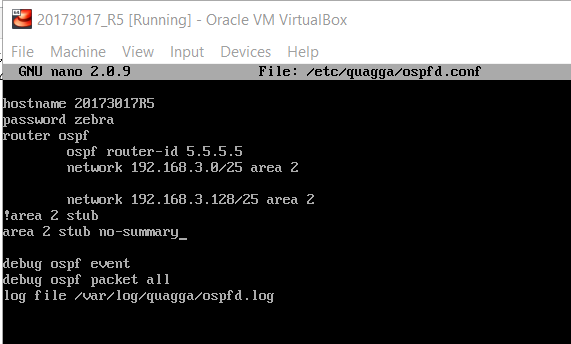 20173017_R5 [Running] - Oracle VM VirtualBox
File Machine View Input Devices Help
GNU nano 2.0.9 File: /etc/quagga/ospfd.conf
hostname 20173017R5
password zebra
router ospf
ospf router-id 5.5.5.5
network 192.168.3.0/25 area 2
network 192.168.3.128/25 area 2
!area 2 stub
area 2 stub no-summary_
debug ospf event
debug ospf packet all
log file /var/log/quagga/ospfd.log